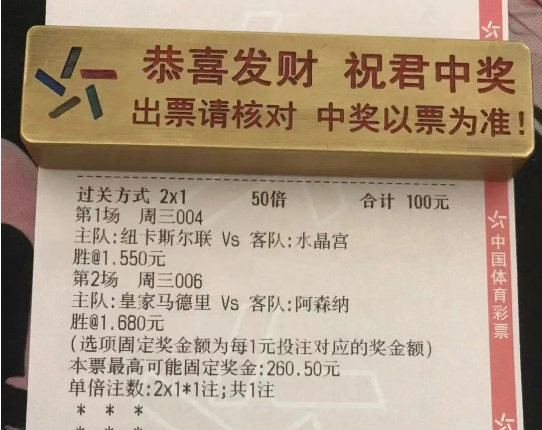 恭喜发财 祝君中奖
出票请核对 中奖以票为准!
过关方式 2x1 50倍 合计 100元
第1场 周三004
主队:纽卡斯尔联 Vs 客队:水晶宫
胜@1.550元
第2场 周三006
主队:皇家马德里 Vs 客队:阿森纳
胜@1.680元
(选项固定奖金额为每1元投注对应的奖金额)
本票最高可能固定奖金:260.50元
单倍注数:2x1*1注;共1注
* * *
* * *
中国体育彩票